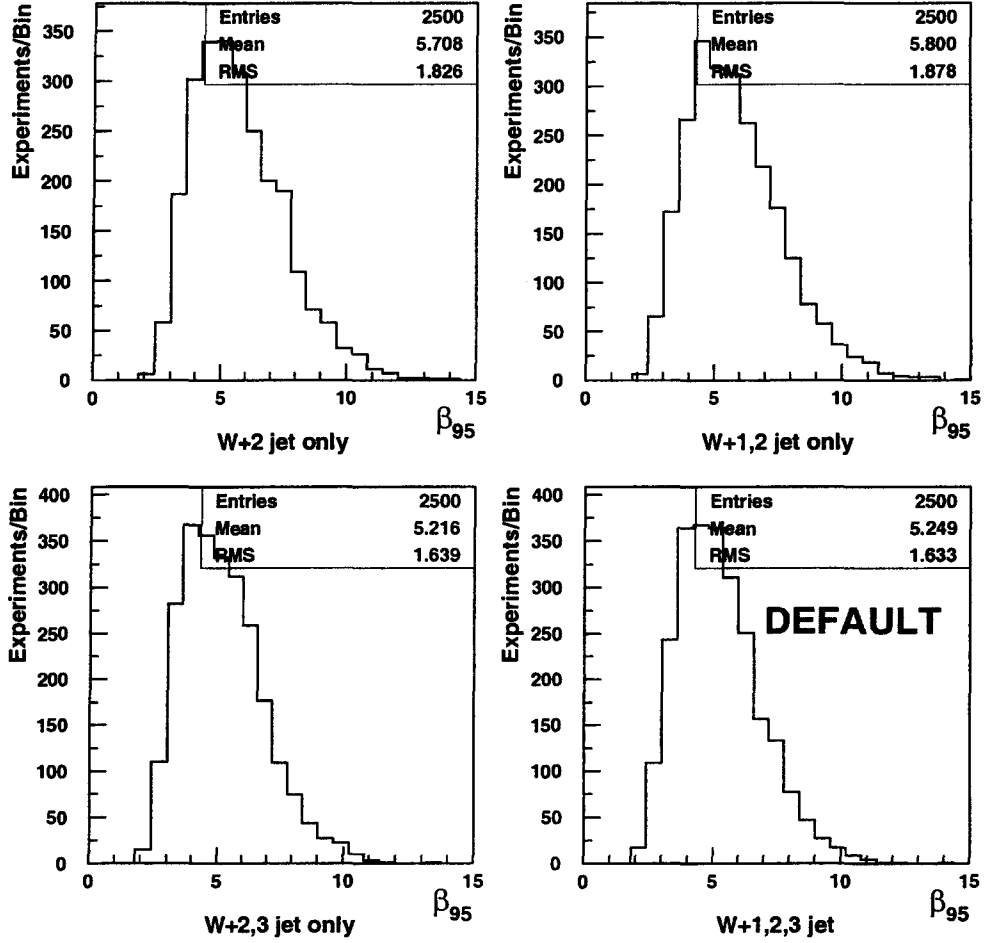 Experiments/Bin
350
300
250
200
150
100
50
0
Entries 2500
Mean 5.708
RMS 1.826
0 5 10 15
β95
W+2 jet only
Experiments/Bin
350
300
250
200
150
100
50
0
Entries 2500
Mean 5.800
RMS 1.878
0 5 10 15
β95
W+1,2 jet only
Experiments/Bin
400
350
300
250
200
150
100
50
0
Entries 2500
Mean 5.216
RMS 1.639
0 5 10 15
β95
W+2,3 jet only
Experiments/Bin
400
350
300
250
200
150
100
50
0
Entries 2500
Mean 5.249
RMS 1.633
DEFAULT
0 5 10 15
β95
W+1,2,3 jet